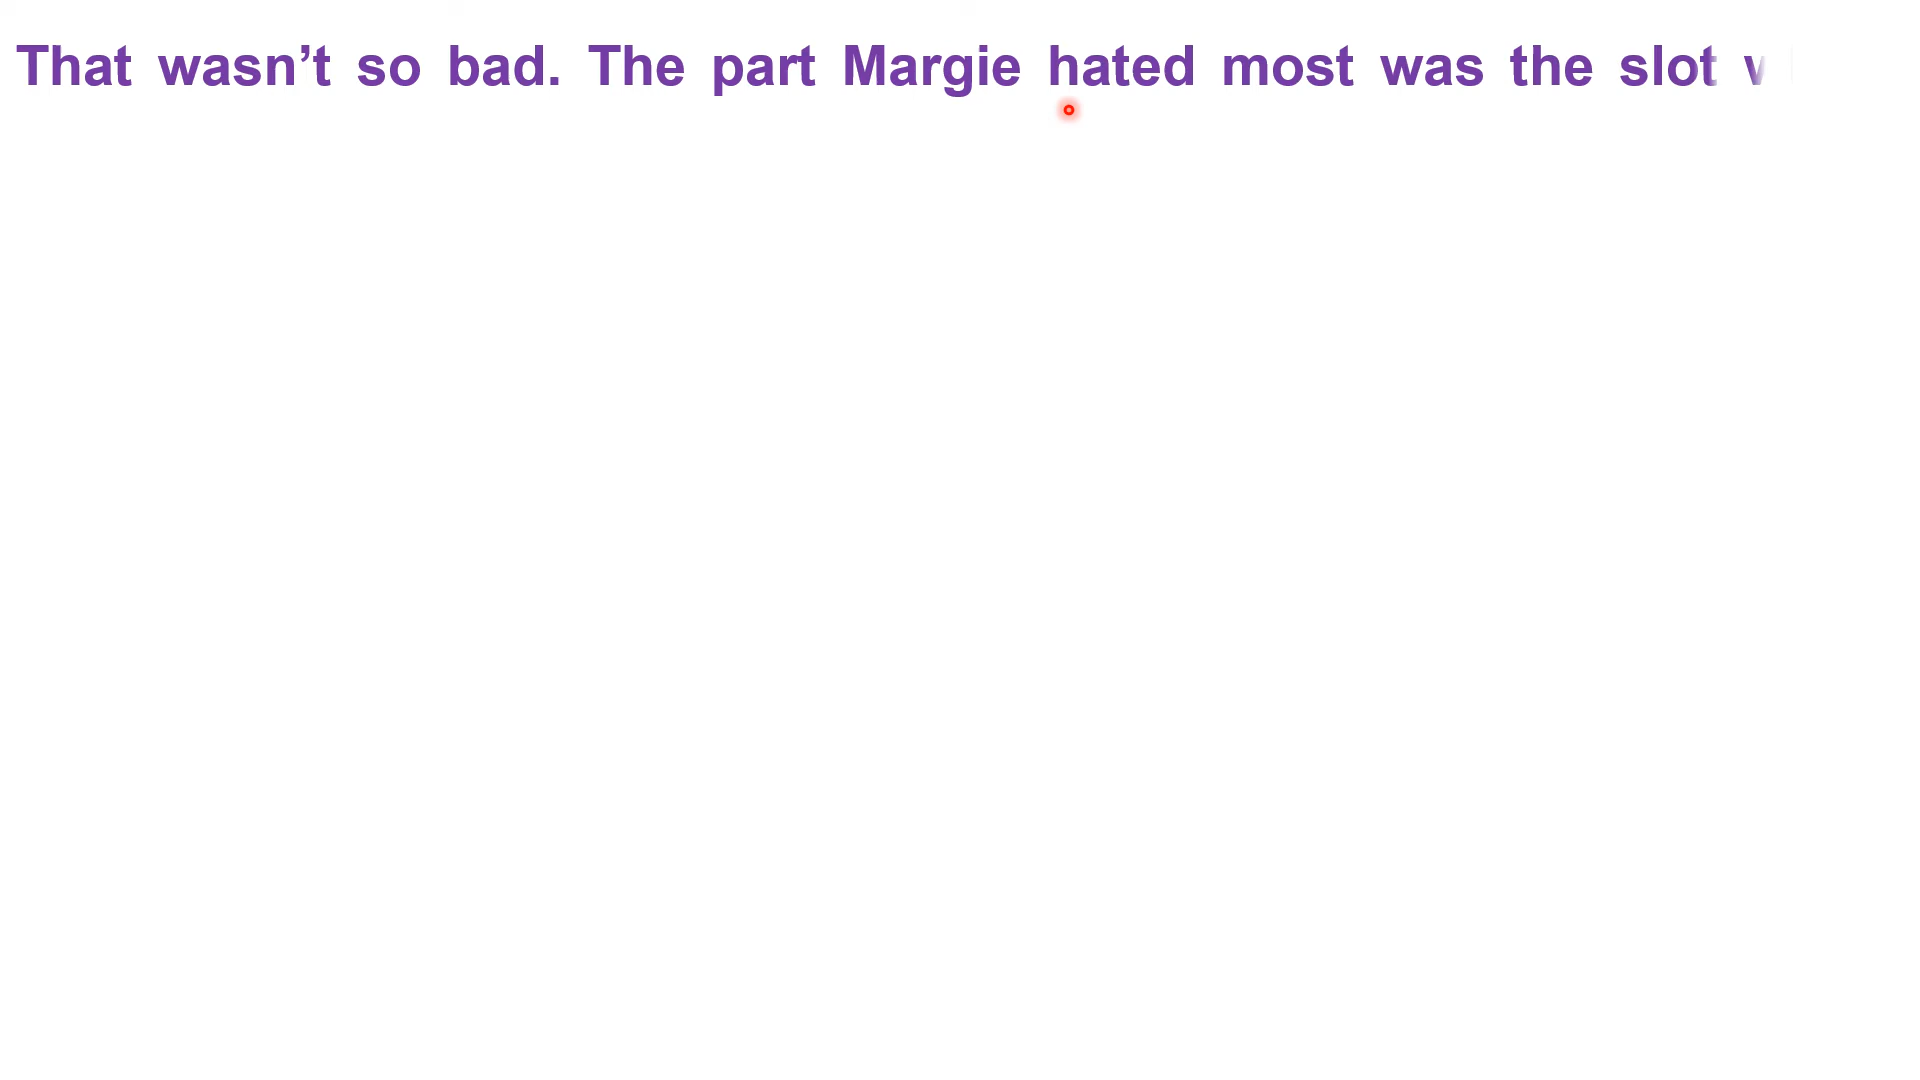 That wasn’t so bad. The part Margie hated most was the slot